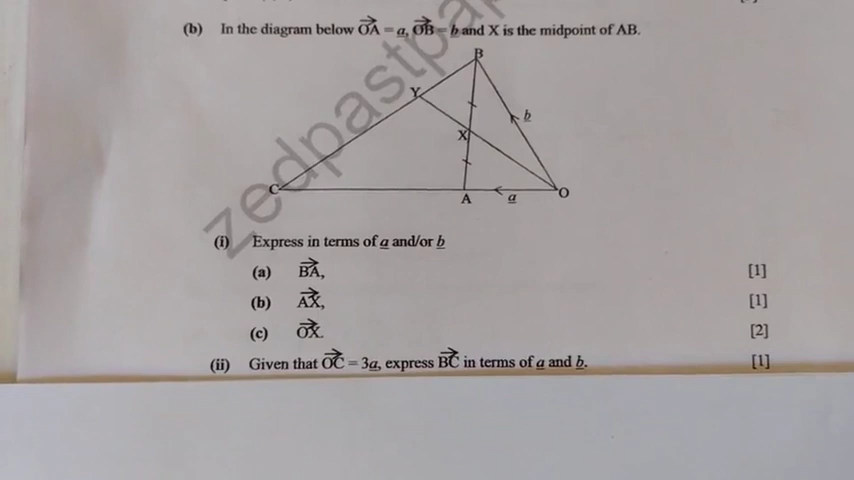 (b) In the diagram below OA = a, OB = b and X is the midpoint of AB.
B
Y
b
X
C
A
a
O
(i) Express in terms of a and/or b
(a) BA, [1]
(b) AX, [1]
(c) OX. [2]
(ii) Given that OC = 3a, express BC in terms of a and b. [1]
zedpastpap